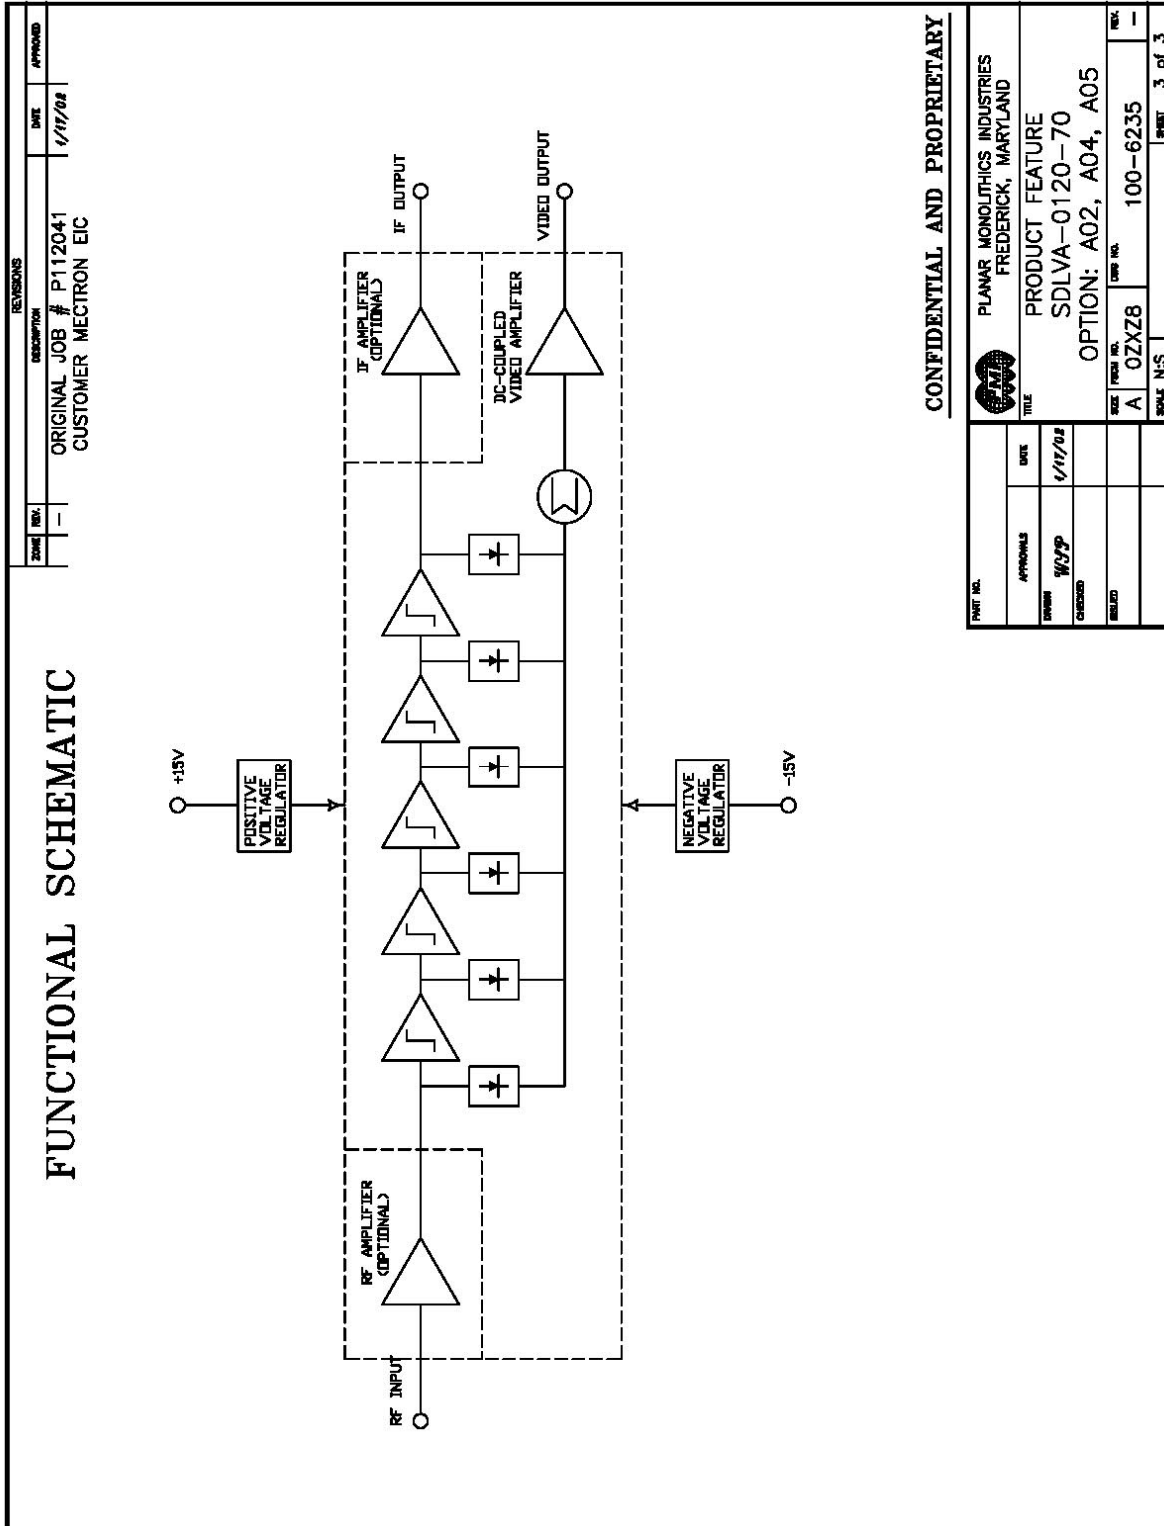 FUNCTIONAL SCHEMATIC
REVISIONS
ZONE REV. DESCRIPTION DATE APPROVED
— ORIGINAL JOB # P112041 1/17/02
CUSTOMER MECTRON EIC
+15V
POSITIVE
VOLTAGE
REGULATOR
RF INPUT
RF AMPLIFIER
(OPTIONAL)
IF AMPLIFIER
(OPTIONAL)
IF OUTPUT
DC-COUPLED
VIDEO AMPLIFIER
VIDEO OUTPUT
Σ
NEGATIVE
VOLTAGE
REGULATOR
-15V
CONFIDENTIAL AND PROPRIETARY
PART NO.
APPROVALS DATE
DRAWN 1/17/02
CHECKED
ISSUED
PMI
PLANAR MONOLITHICS INDUSTRIES
FREDERICK, MARYLAND
TITLE
PRODUCT FEATURE
SDLVA-0120-70
OPTION: A02, A04, A05
SIZE FSCM NO. DWG NO. REV.
A 0ZXZ8 100-6235 —
SCALE N:S SHEET 3 of 3